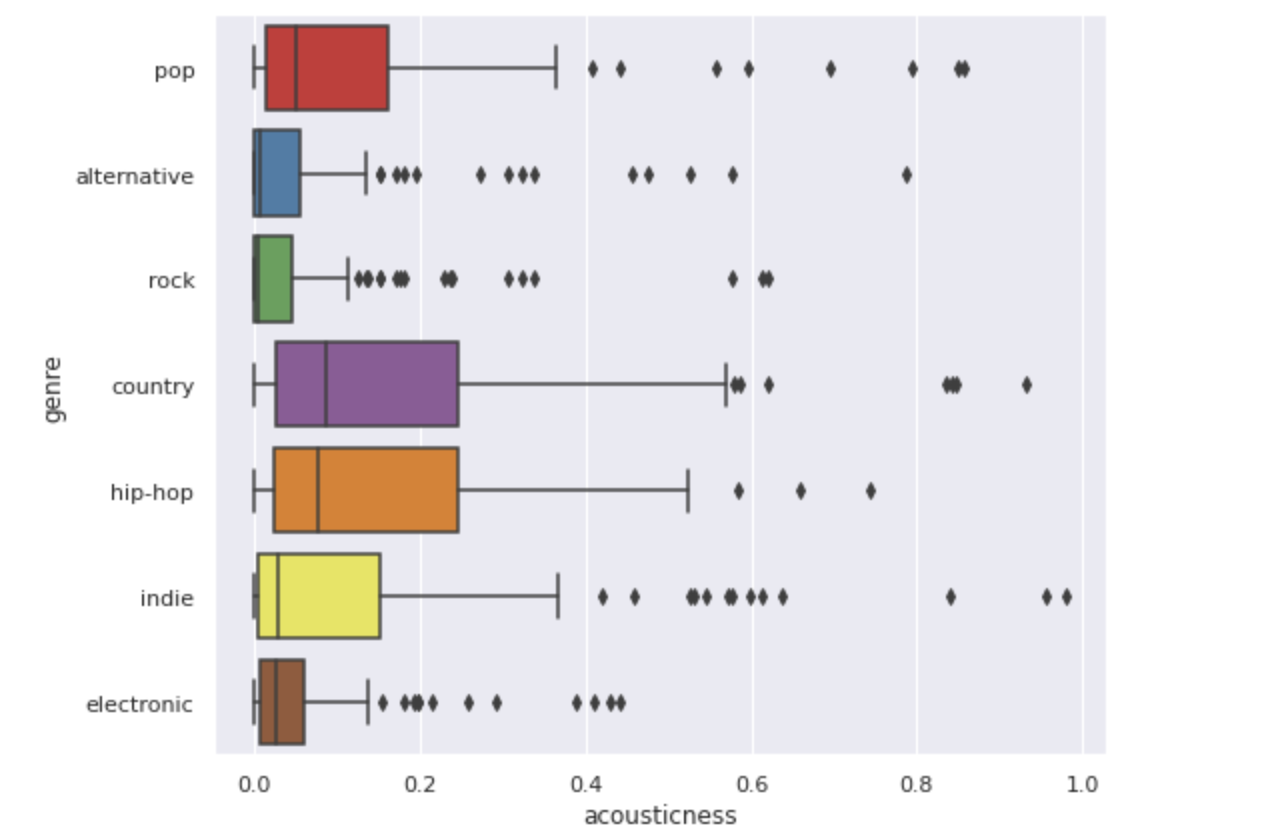 pop
alternative
rock
country
hip-hop
indie
electronic
genre
0.0 0.2 0.4 0.6 0.8 1.0
acousticness